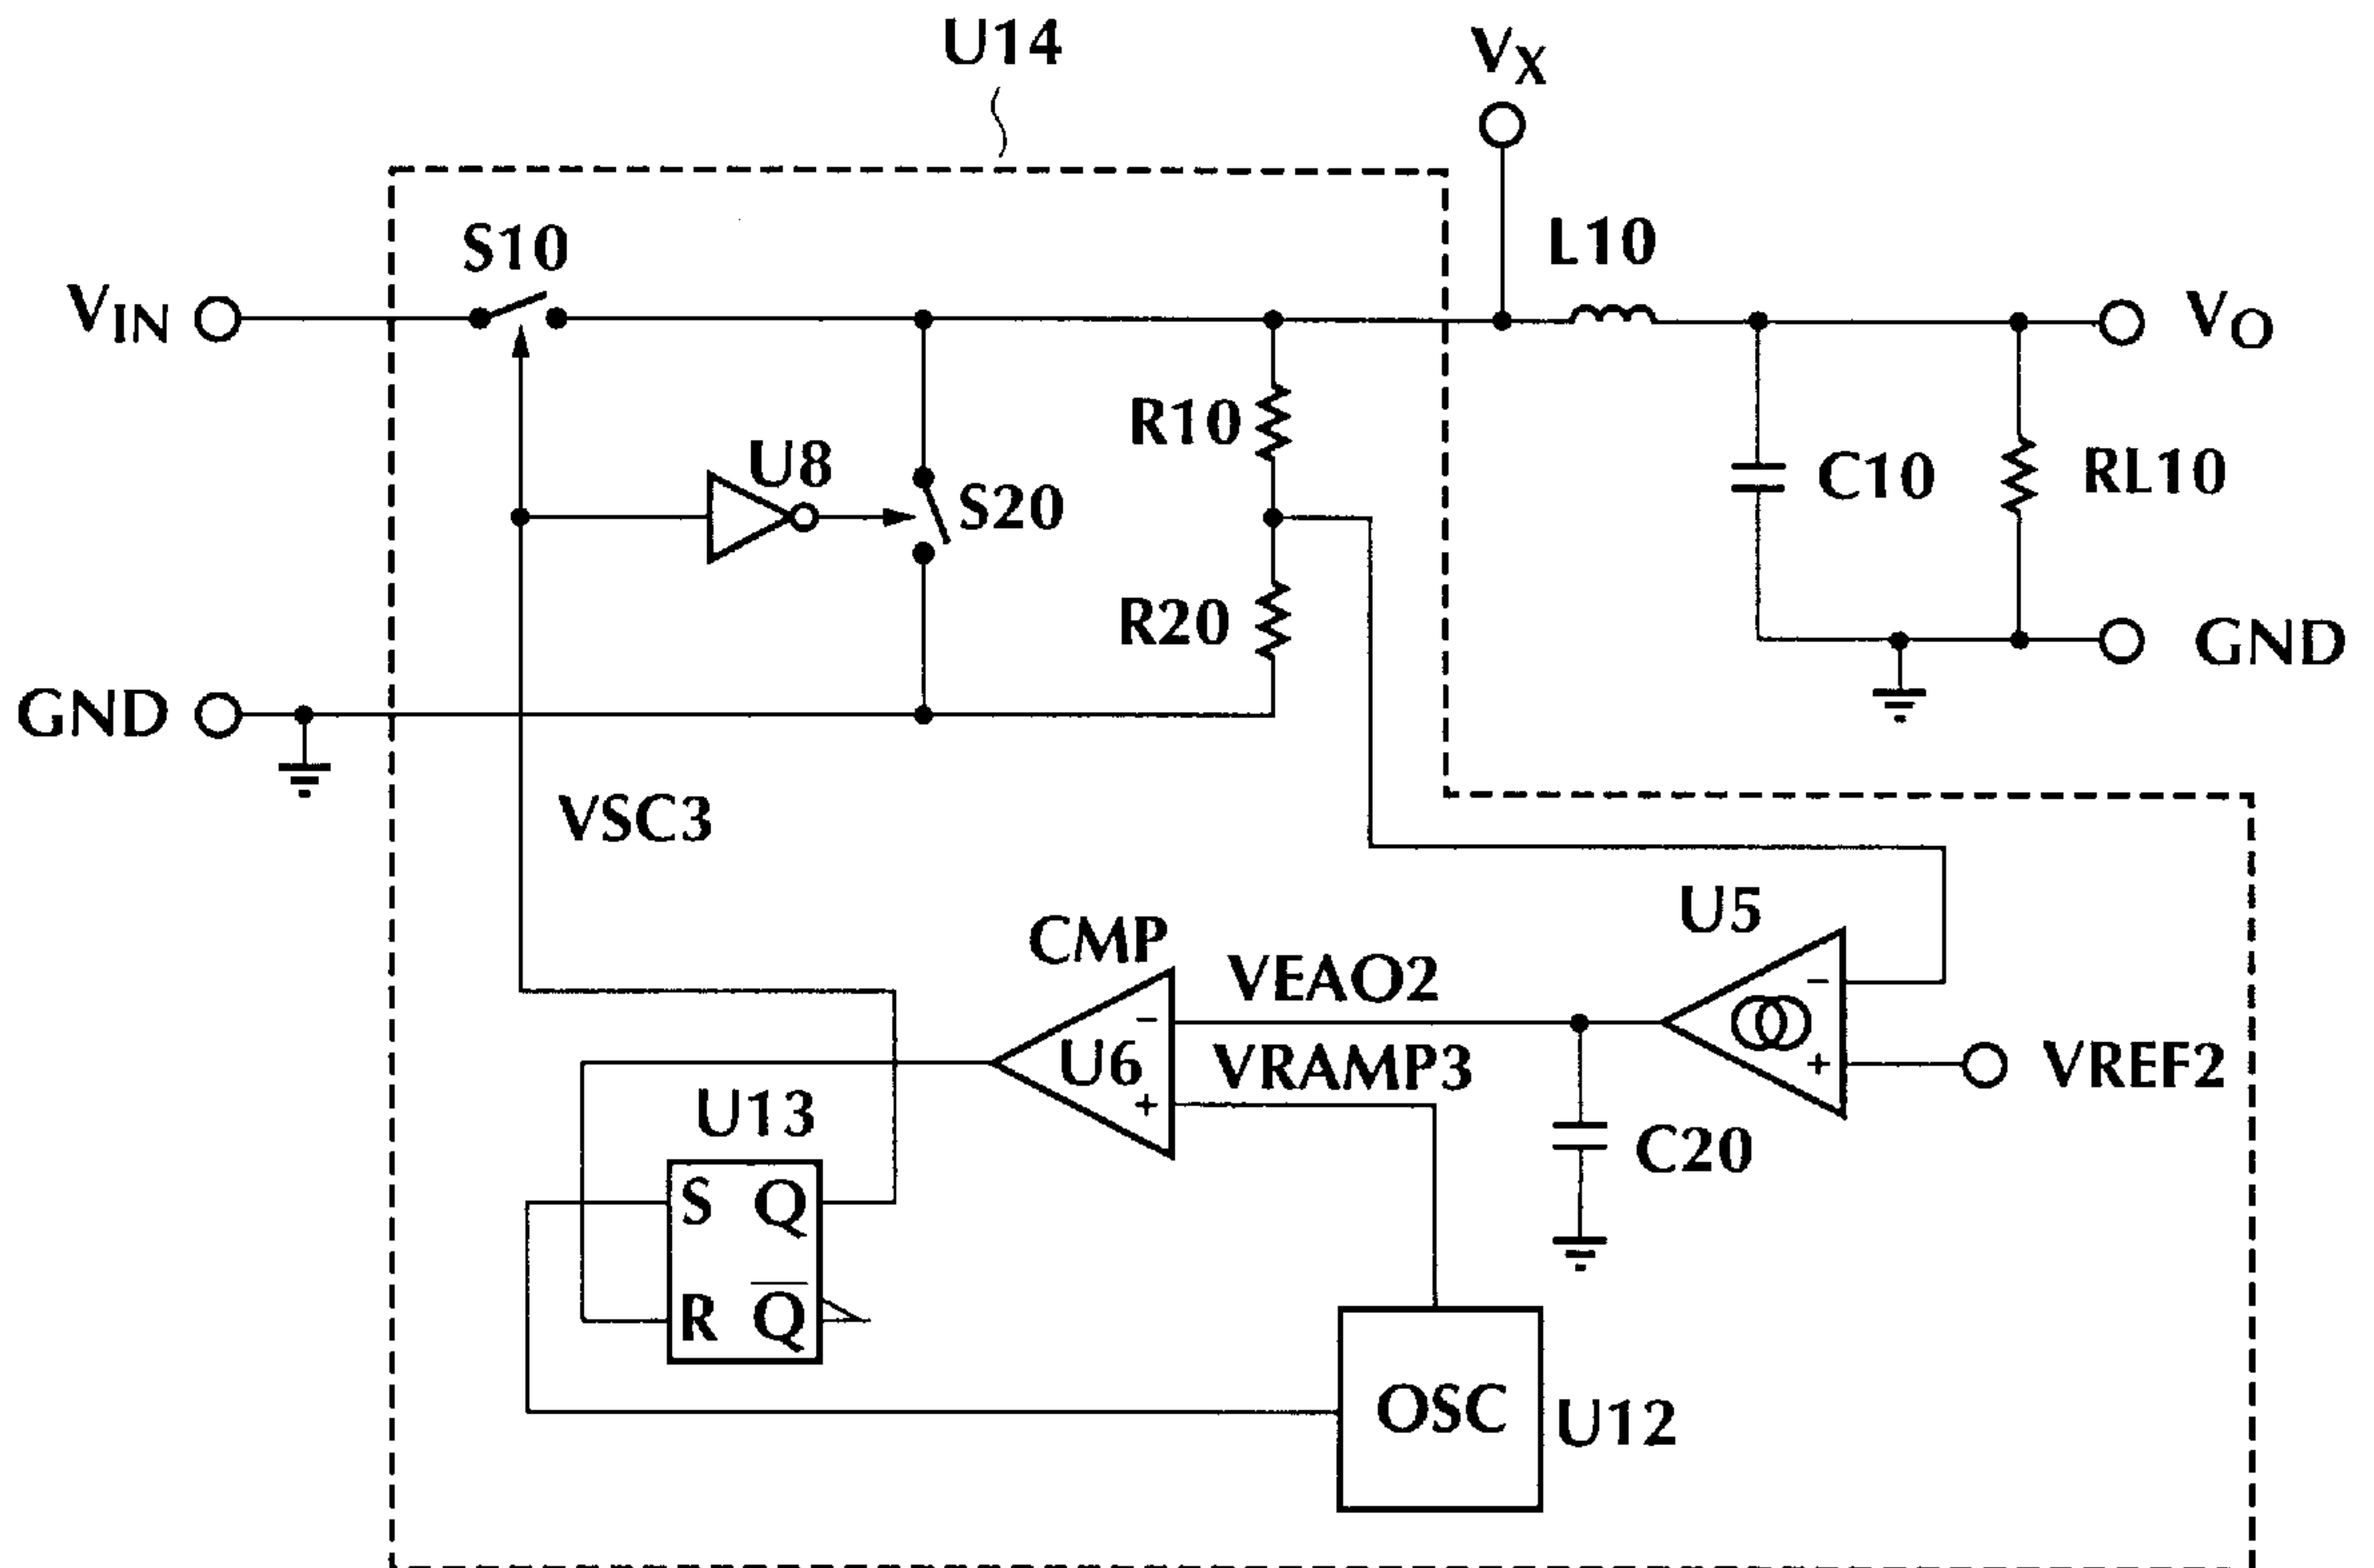 U14
VX
S10
L10
VIN
VO
R10
U8
S20
C10
RL10
R20
GND
GND
VSC3
U5
CMP
VEAO2
−
−
U6
VRAMP3
+
+
VREF2
U13
C20
S Q
R Q̅
OSC
U12